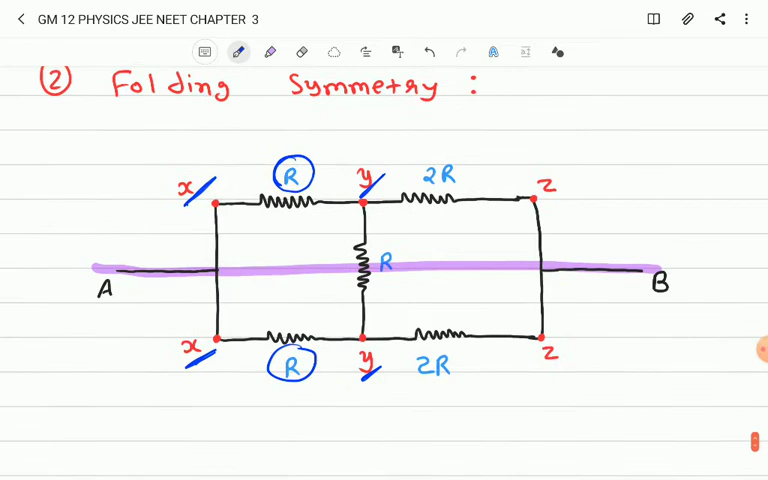 GM 12 PHYSICS JEE NEET CHAPTER 3
(2) Folding Symmetry :
x R y 2R z
R
A B
x R y 2R z